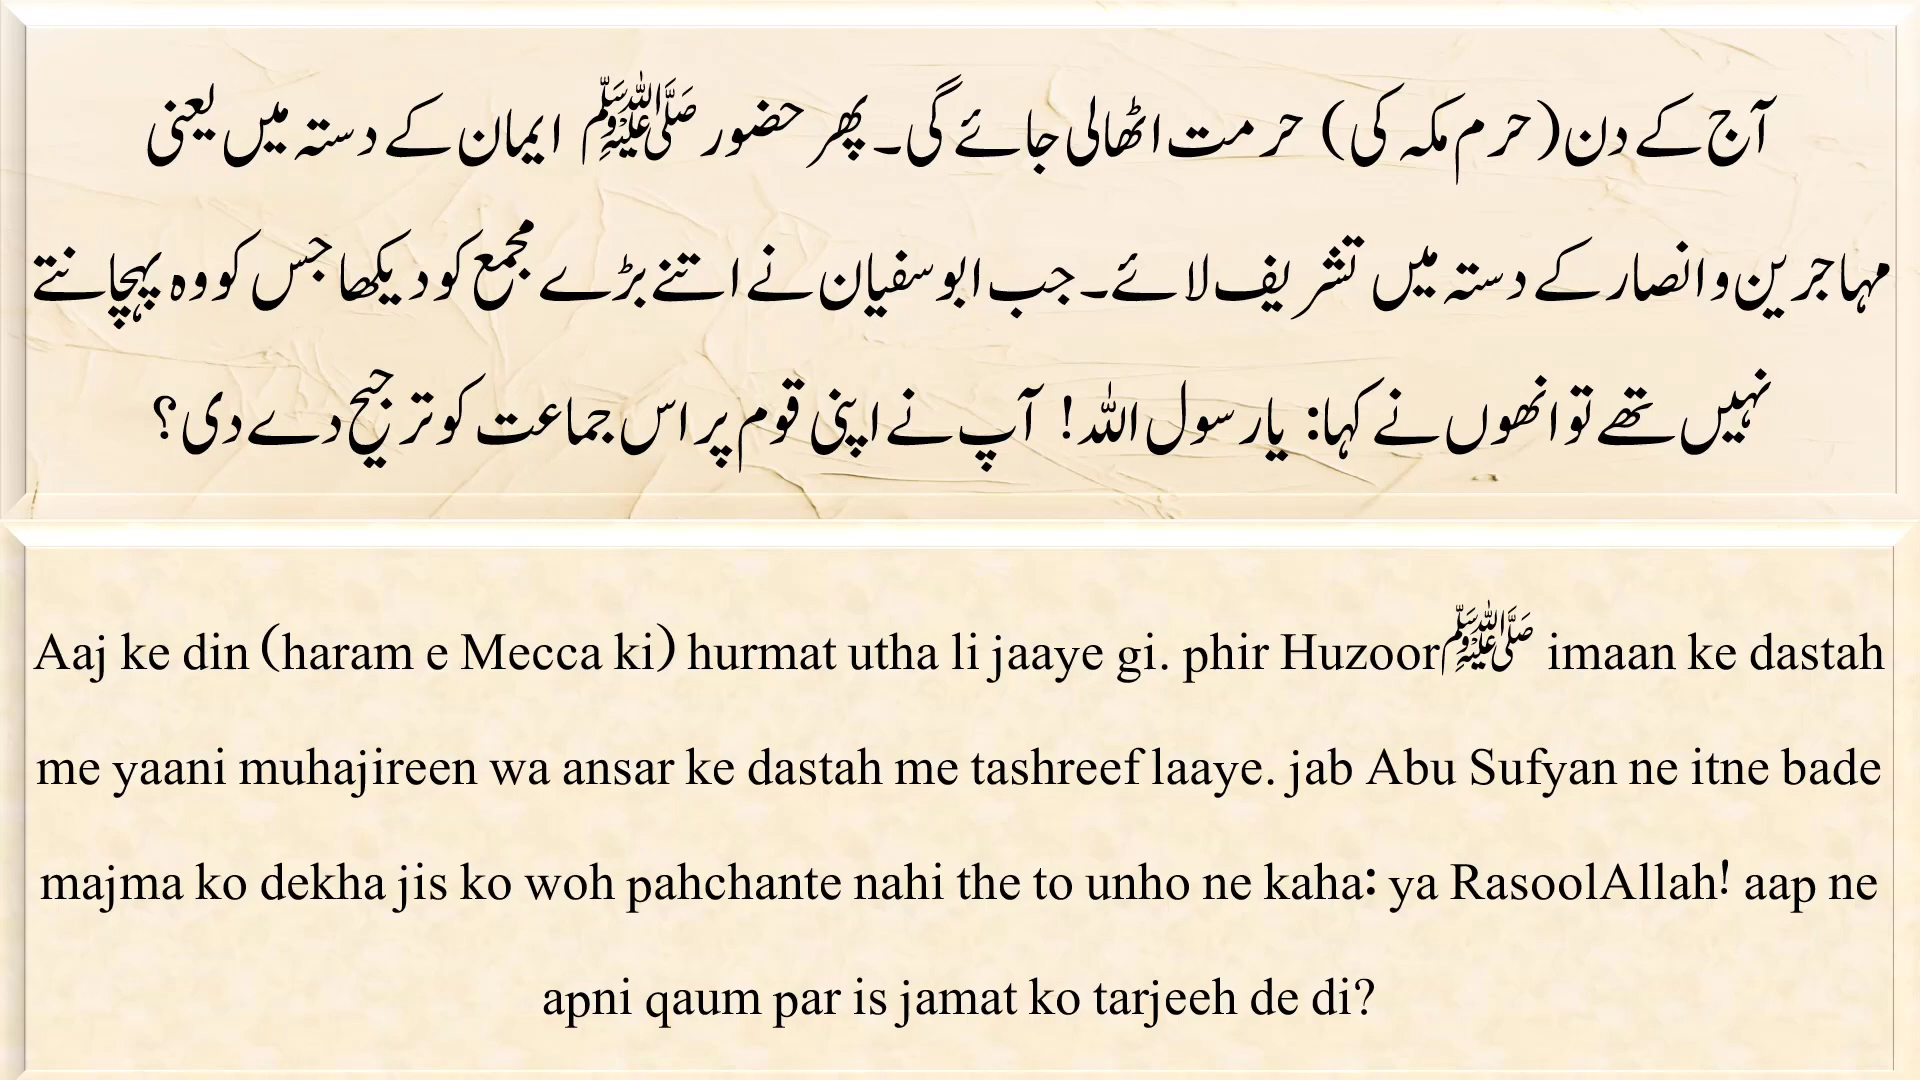 آج کے دن (حرم مکہ کی) حرمت اٹھالی جائے گی۔ پھر حضور ﷺ ایمان کے دستہ میں یعنی
مہاجرین و انصار کے دستہ میں تشریف لائے۔ جب ابوسفیان نے اتنے بڑے مجمع کو دیکھا جس کو وہ پہچانتے
نہیں تھے تو انھوں نے کہا: یا رسول اللہ! آپ نے اپنی قوم پر اس جماعت کو ترجیح دے دی؟
Aaj ke din (haram e Mecca ki) hurmat utha li jaaye gi. phir Huzoorﷺ imaan ke dastah
me yaani muhajireen wa ansar ke dastah me tashreef laaye. jab Abu Sufyan ne itne bade
majma ko dekha jis ko woh pahchante nahi the to unho ne kaha: ya RasoolAllah! aap ne
apni qaum par is jamat ko tarjeeh de di?